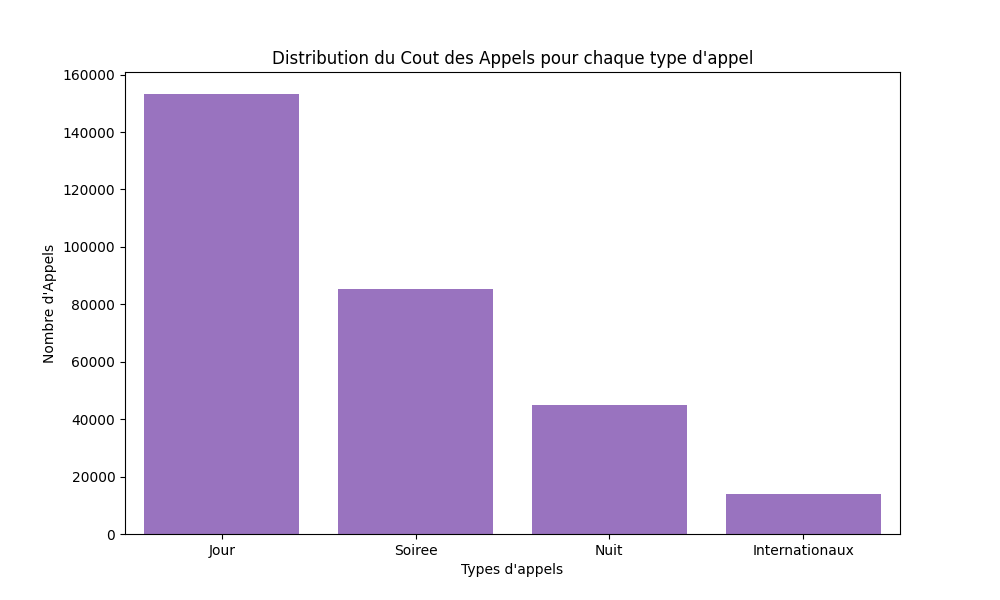 Distribution du Cout des Appels pour chaque type d'appel
160000
140000
120000
100000
80000
60000
40000
20000
0
Nombre d'Appels
Jour Soiree Nuit Internationaux
Types d'appels